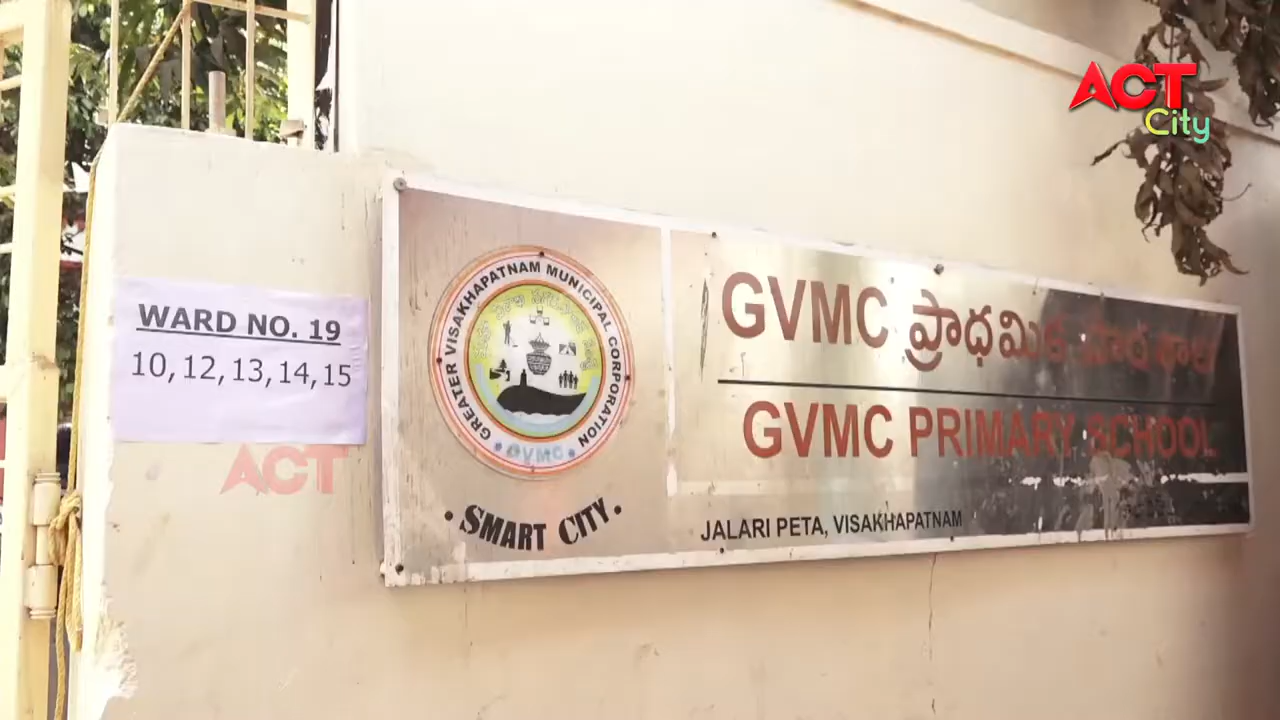 ACT
City
WARD NO. 19
10, 12, 13, 14, 15
ACT
GREATER VISAKHAPATNAM MUNICIPAL CORPORATION
GVMC
SMART CITY
GVMC ప్రాథమిక పాఠశాల
GVMC PRIMARY SCHOOL
JALARI PETA, VISAKHAPATNAM